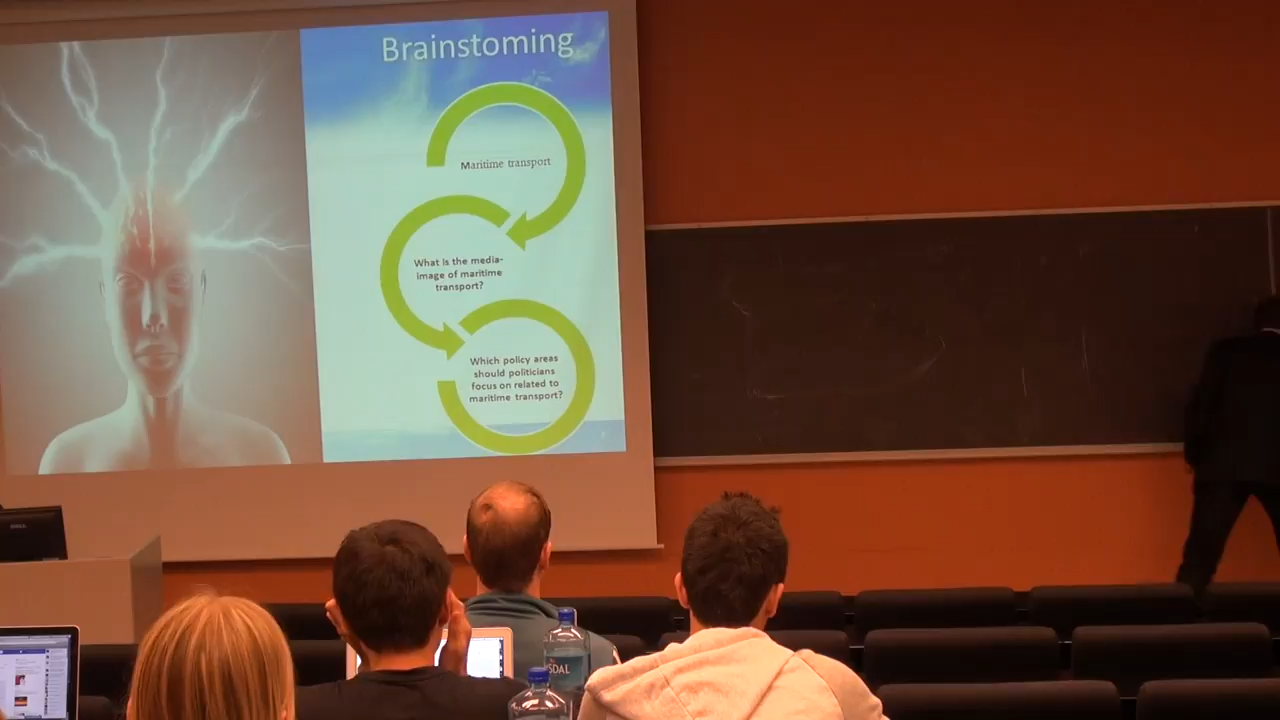 Brainstoming
Maritime transport
What is the media-
image of maritime
transport?
Which policy areas
should politicians
focus on related to
maritime transport?
SDAL